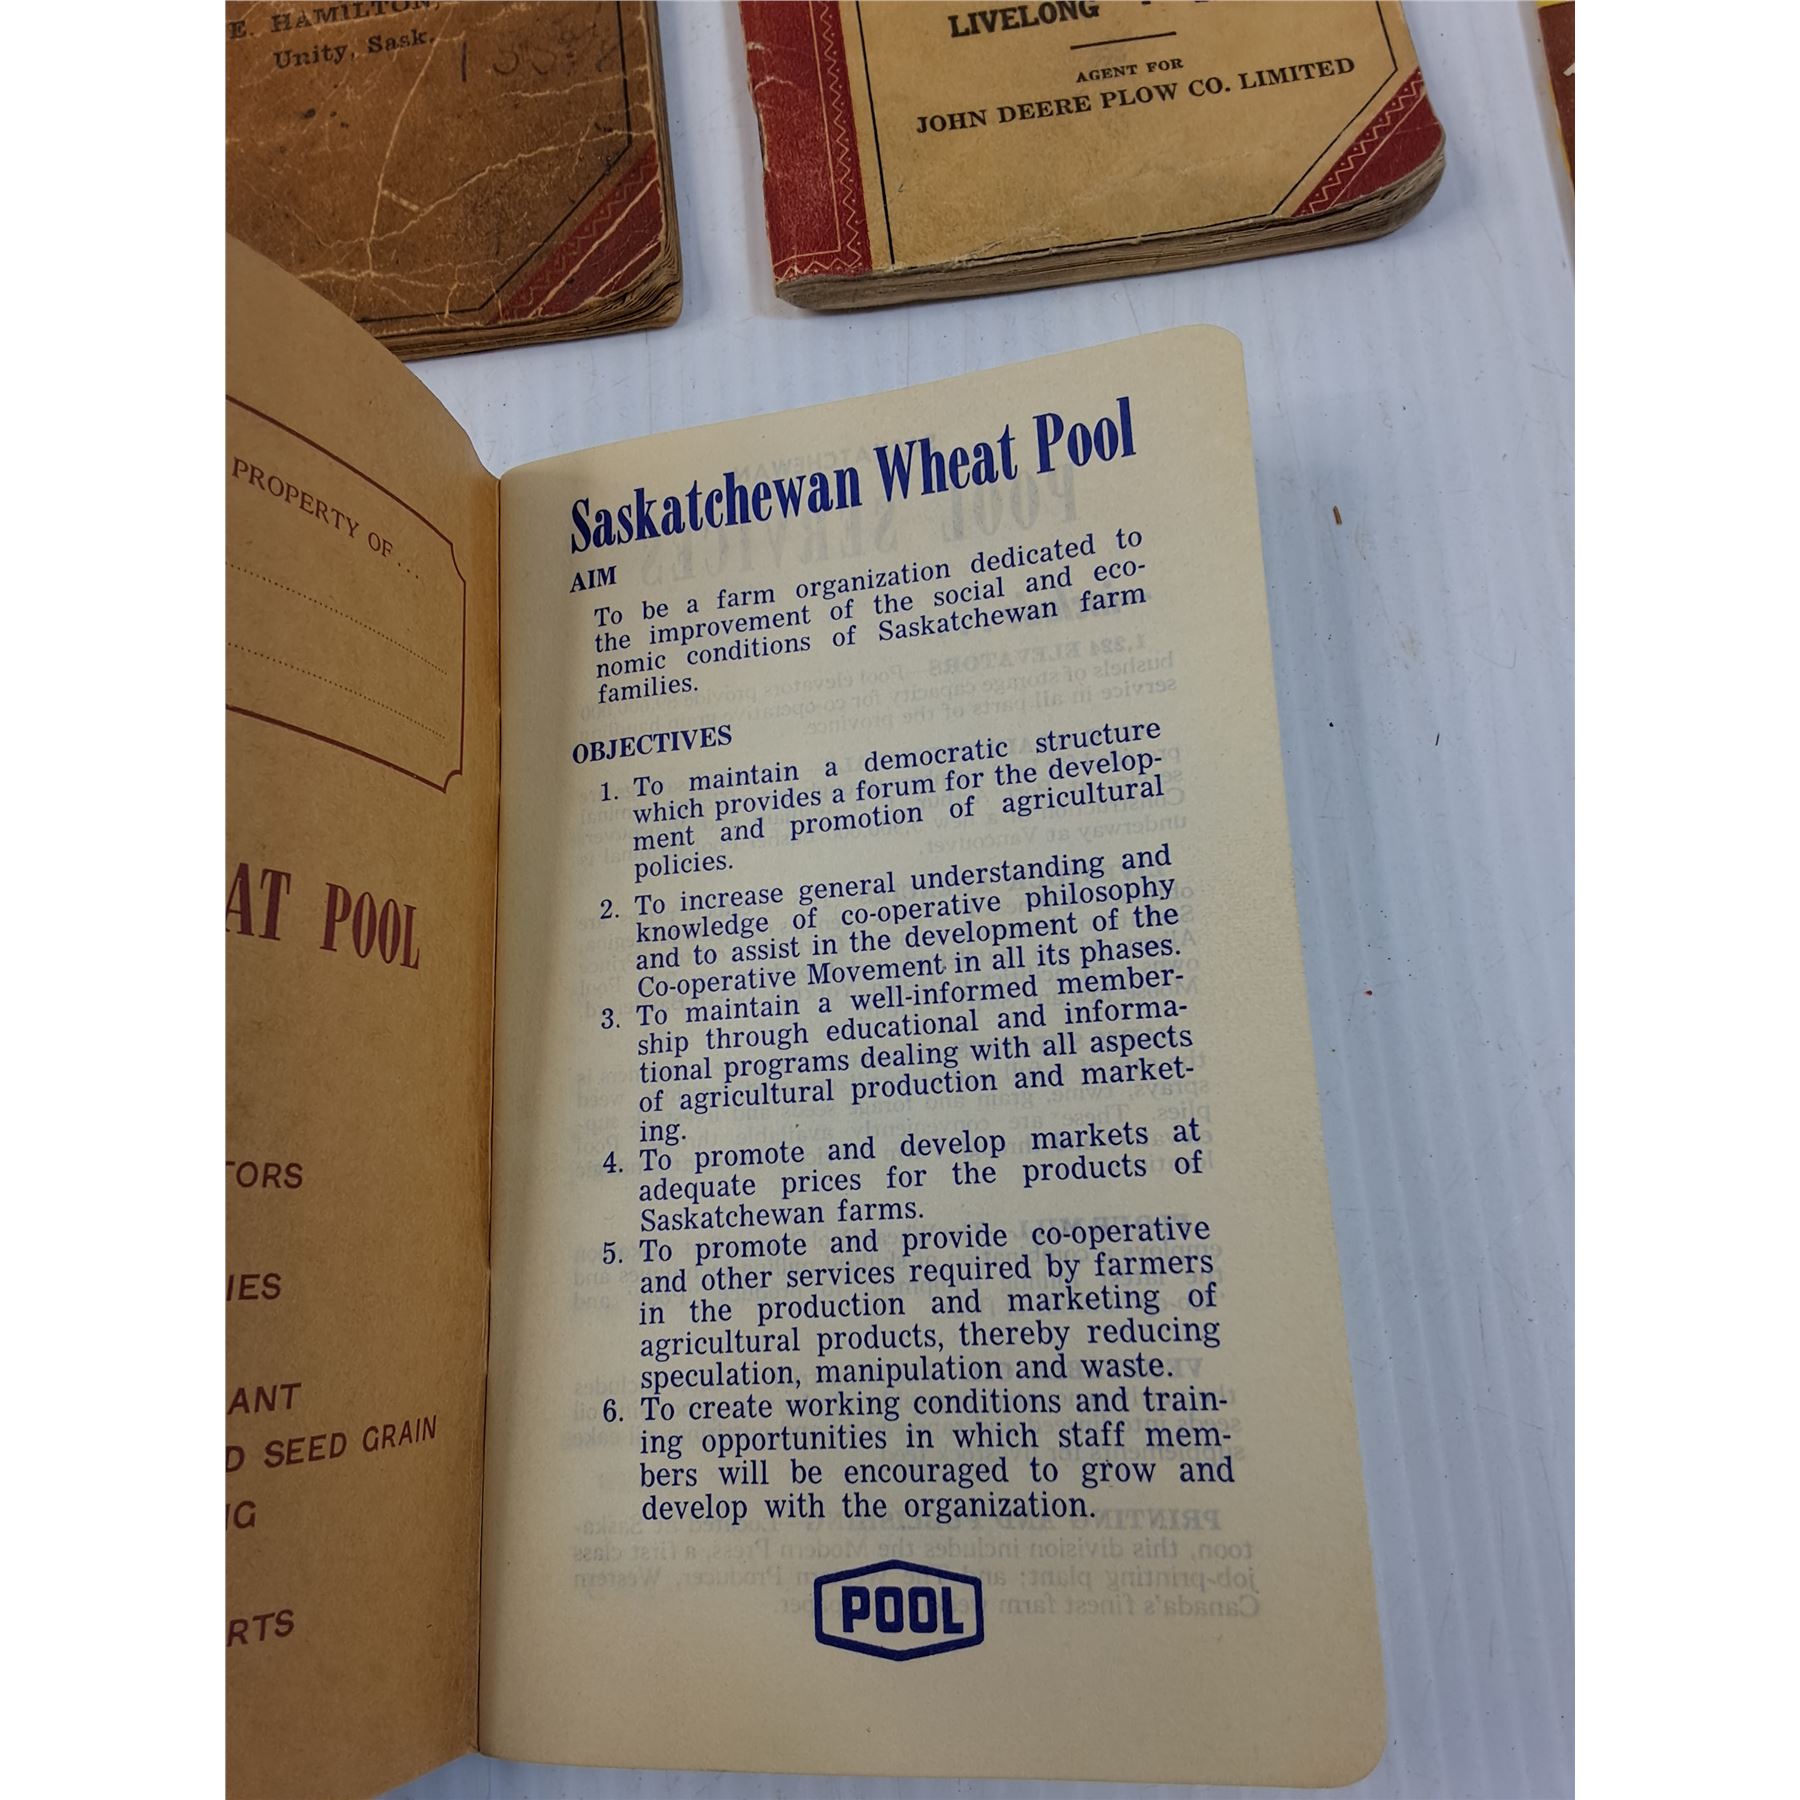 E. HAMILTON,
Unity, Sask.
LIVELONG
AGENT FOR
JOHN DEERE PLOW CO. LIMITED
PROPERTY OF...
AT POOL
TORS
IES
ANT
D SEED GRAIN
G
RTS
Saskatchewan Wheat Pool
AIM
To be a farm organization dedicated to
the improvement of the social and eco-
nomic conditions of Saskatchewan farm
families.
OBJECTIVES
1. To maintain a democratic structure
which provides a forum for the develop-
ment and promotion of agricultural
policies.
2. To increase general understanding and
knowledge of co-operative philosophy
and to assist in the development of the
Co-operative Movement in all its phases.
3. To maintain a well-informed member-
ship through educational and informa-
tional programs dealing with all aspects
of agricultural production and market-
ing.
4. To promote and develop markets at
adequate prices for the products of
Saskatchewan farms.
5. To promote and provide co-operative
and other services required by farmers
in the production and marketing of
agricultural products, thereby reducing
speculation, manipulation and waste.
6. To create working conditions and train-
ing opportunities in which staff mem-
bers will be encouraged to grow and
develop with the organization.
POOL